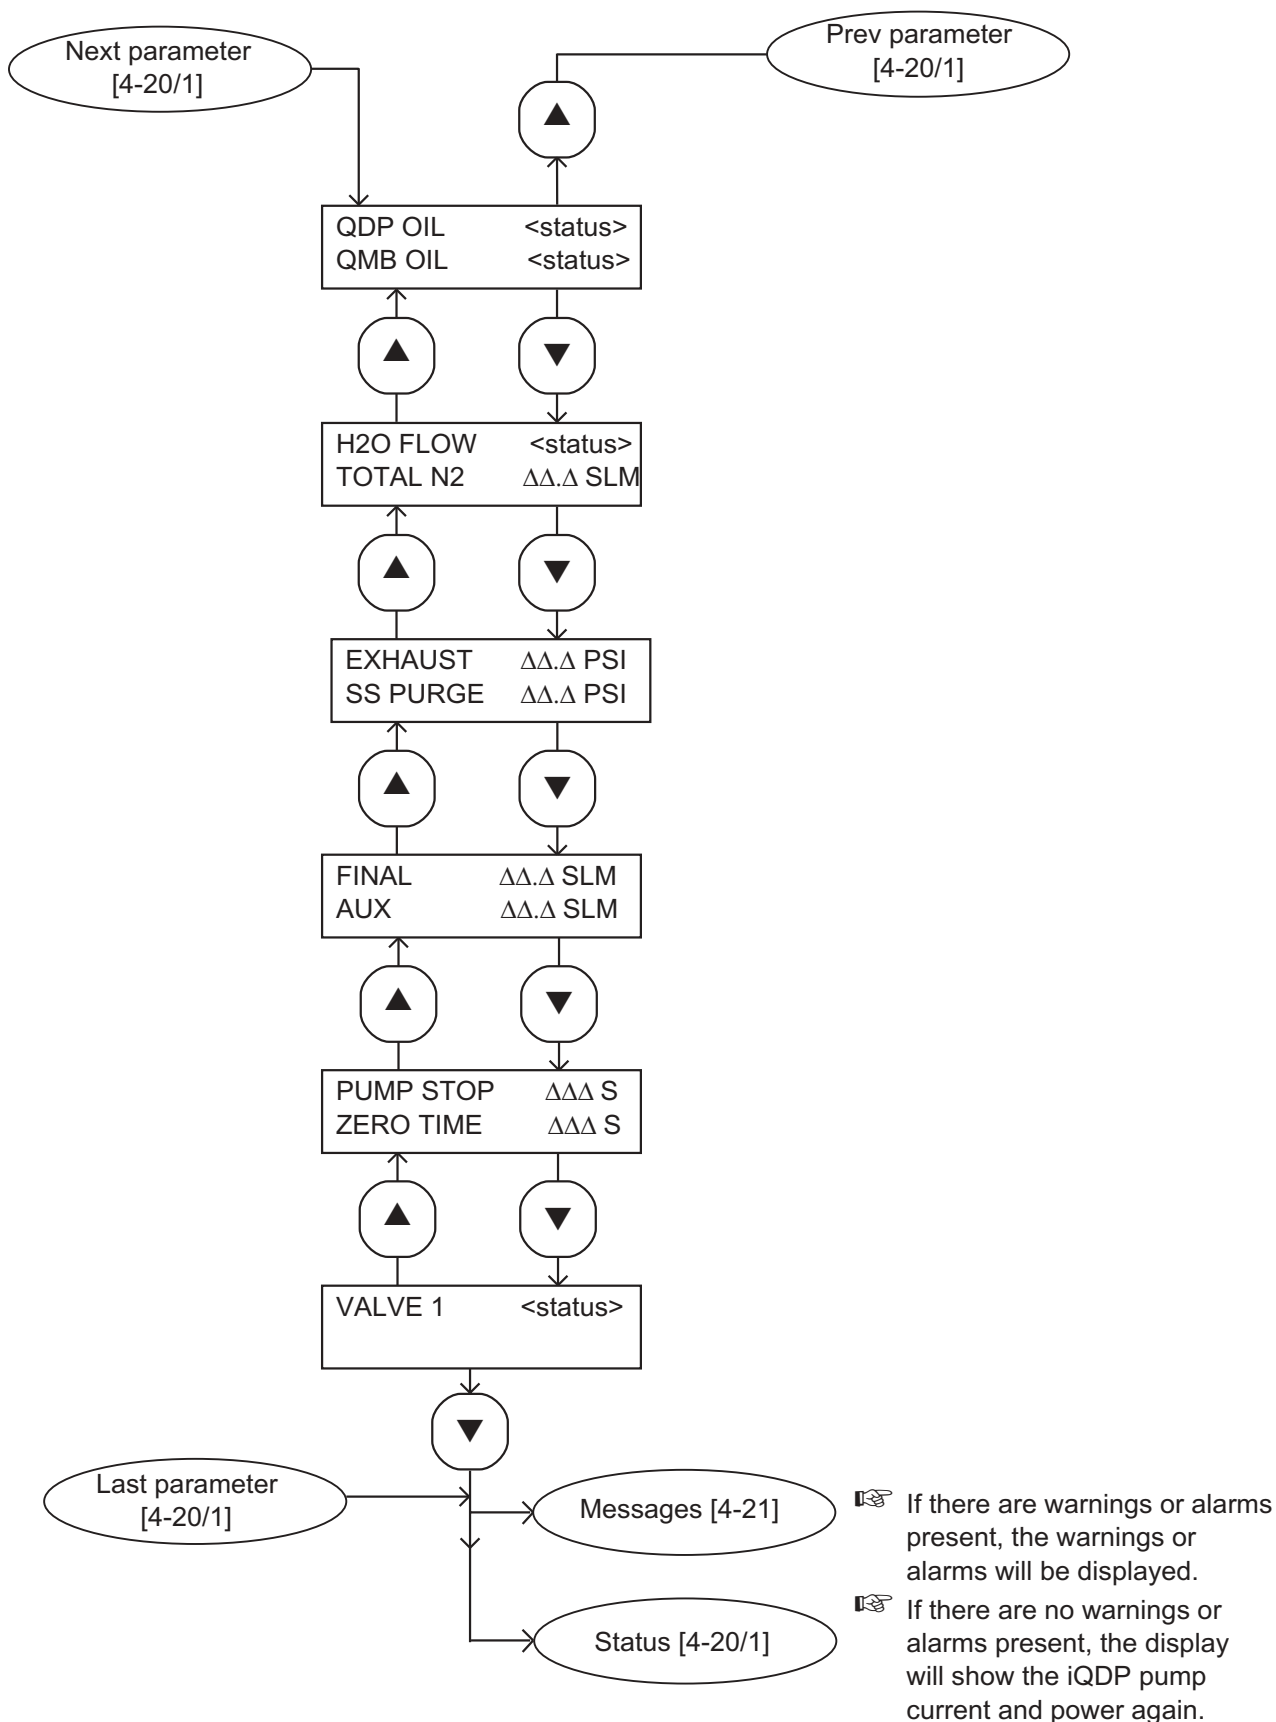 Next parameter
[4-20/1]
Prev parameter
[4-20/1]
▲
QDP OIL <status>
QMB OIL <status>
▲ ▼
H2O FLOW <status>
TOTAL N2 ΔΔ.Δ SLM
▲ ▼
EXHAUST ΔΔ.Δ PSI
SS PURGE ΔΔ.Δ PSI
▲ ▼
FINAL ΔΔ.Δ SLM
AUX ΔΔ.Δ SLM
▲ ▼
PUMP STOP ΔΔΔ S
ZERO TIME ΔΔΔ S
▲ ▼
VALVE 1 <status>
▼
Last parameter
[4-20/1]
Messages [4-21]
☞ If there are warnings or alarms
present, the warnings or
alarms will be displayed.
Status [4-20/1]
☞ If there are no warnings or
alarms present, the display
will show the iQDP pump
current and power again.